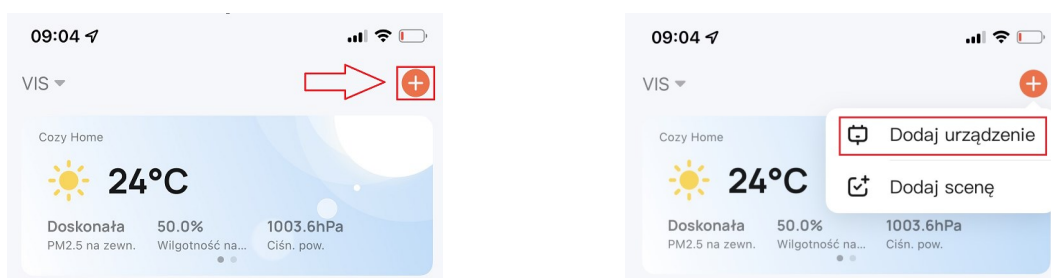 09:04
VIS
Cozy Home
24°C
Doskonała 50.0% 1003.6hPa
PM2.5 na zewn. Wilgotność na... Ciśn. pow.
09:04
VIS
Dodaj urządzenie
Cozy Home
24°C
Dodaj scenę
Doskonała 50.0% 1003.6hPa
PM2.5 na zewn. Wilgotność na... Ciśn. pow.